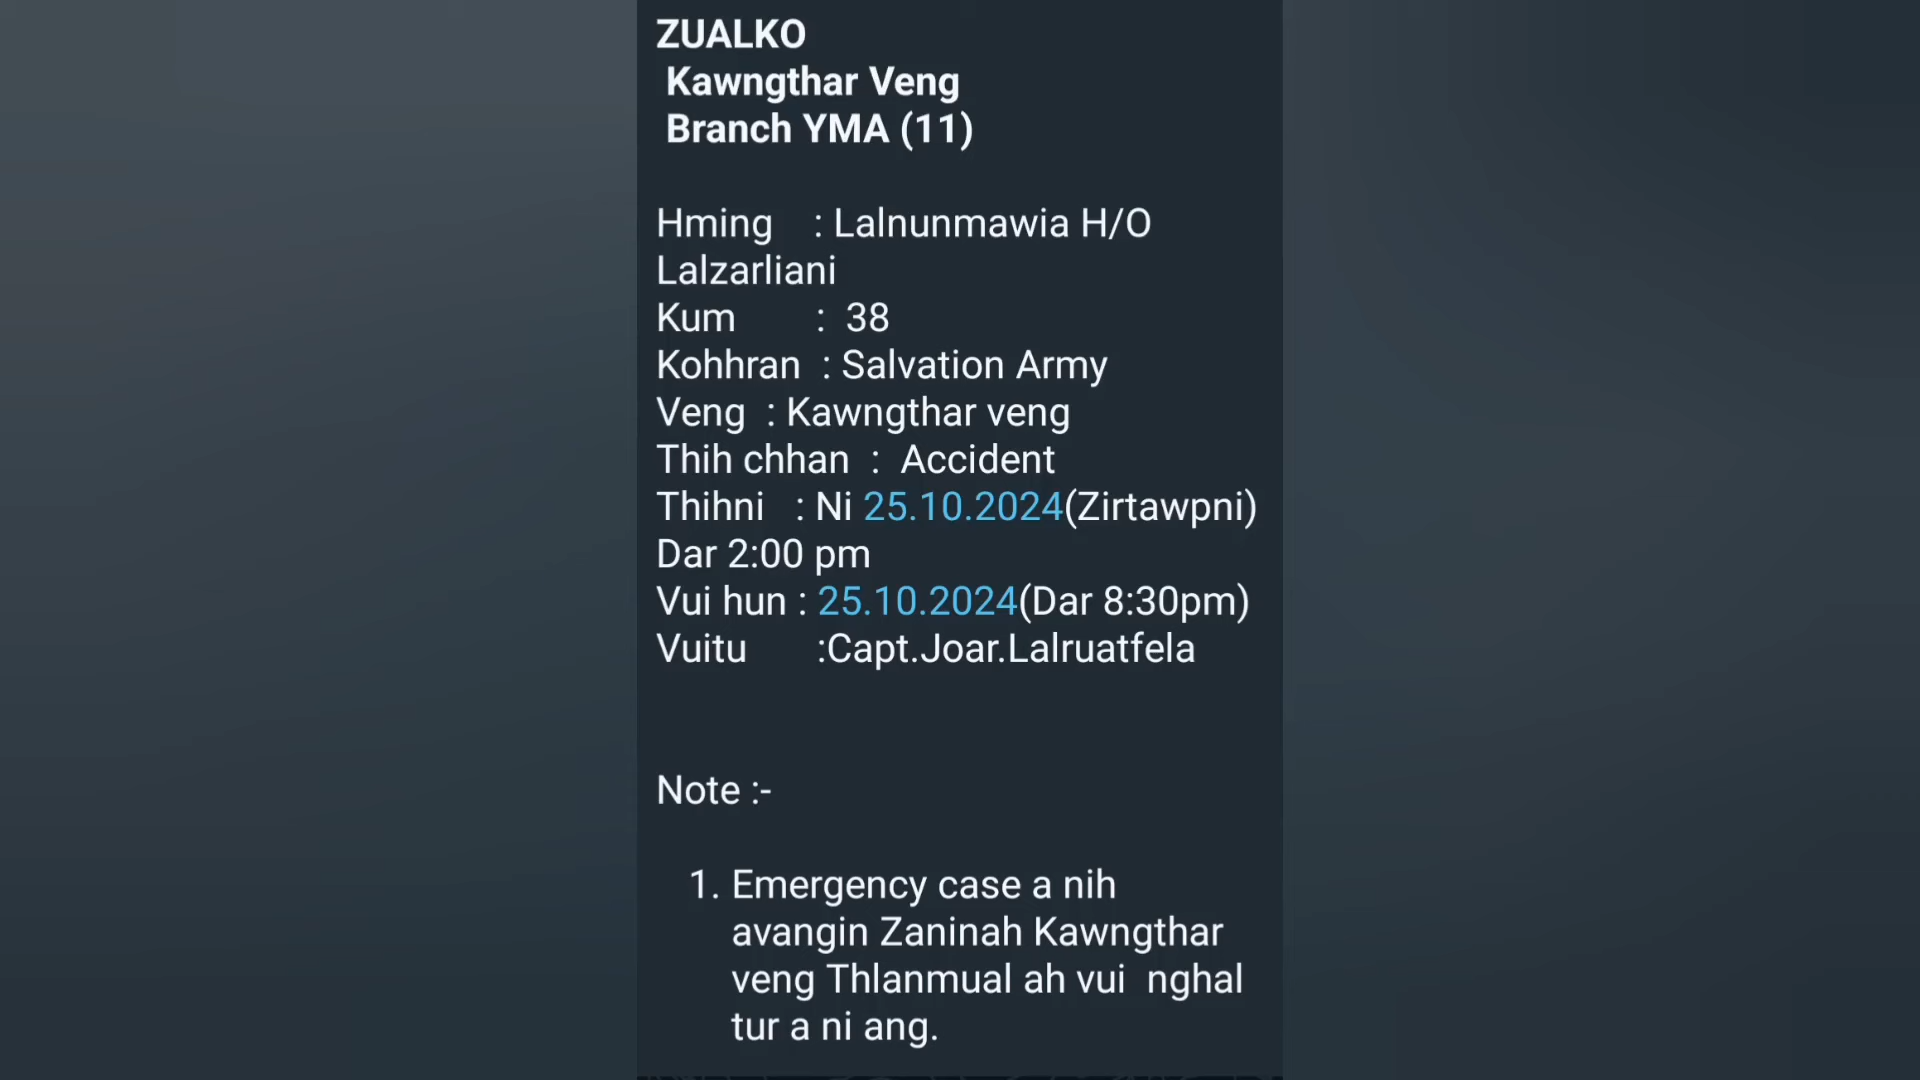 ZUALKO
Kawngthar Veng
Branch YMA (11)
Hming : Lalnunmawia H/O
Lalzarliani
Kum : 38
Kohhran : Salvation Army
Veng : Kawngthar veng
Thih chhan : Accident
Thihni : Ni 25.10.2024(Zirtawpni)
Dar 2:00 pm
Vui hun : 25.10.2024(Dar 8:30pm)
Vuitu :Capt.Joar.Lalruatfela
Note :-
1. Emergency case a nih
avangin Zaninah Kawngthar
veng Thlanmual ah vui nghal
tur a ni ang.